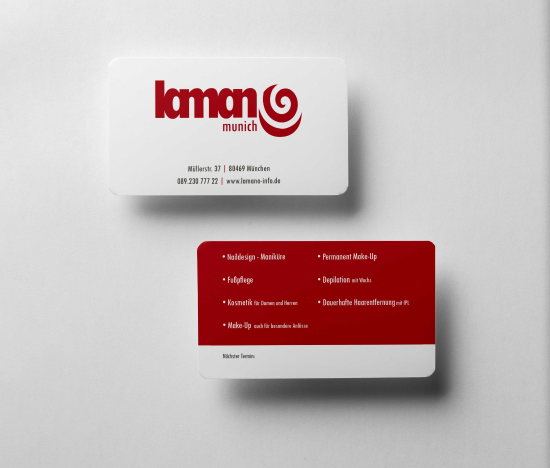 laman
munich
Müllerstr. 37 | 80469 München
089.230 777 22 | www.lamano-info.de
• Naildesign - Maniküre
• Fußpflege
• Kosmetik für Damen und Herren
• Make-Up auch für besondere Anlässe
• Permanent Make-Up
• Depilation mit Wachs
• Dauerhafte Haarentfernung mit IPL
Nächster Termin: